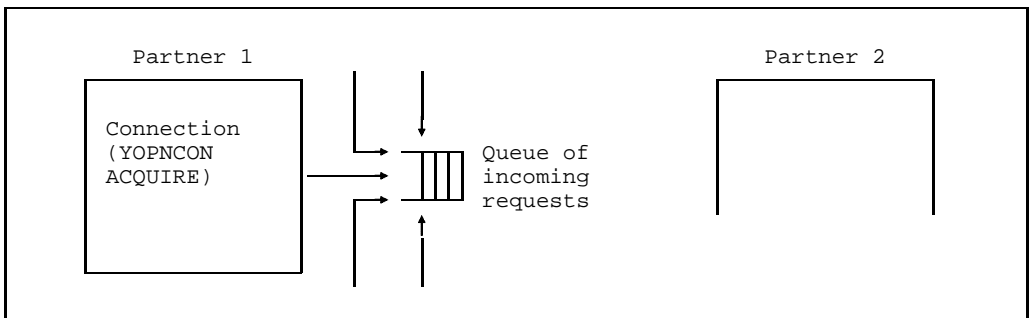 Partner 1
Partner 2
Connection
(YOPNCON
ACQUIRE)
Queue of
incoming
requests